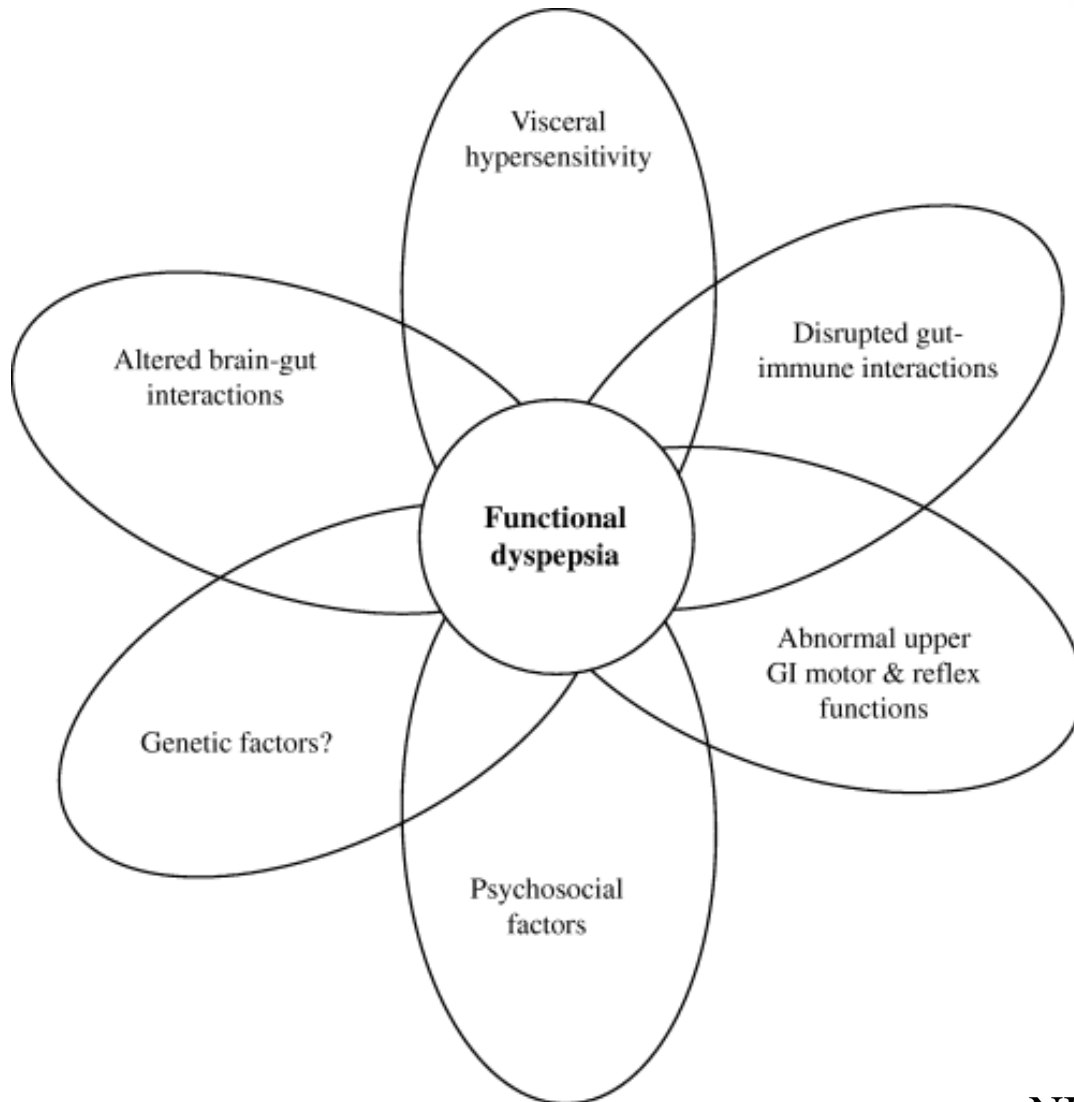 Visceral
hypersensitivity
Disrupted gut-
immune interactions
Altered brain-gut
interactions
Functional
dyspepsia
Abnormal upper
GI motor & reflex
functions
Genetic factors?
Psychosocial
factors